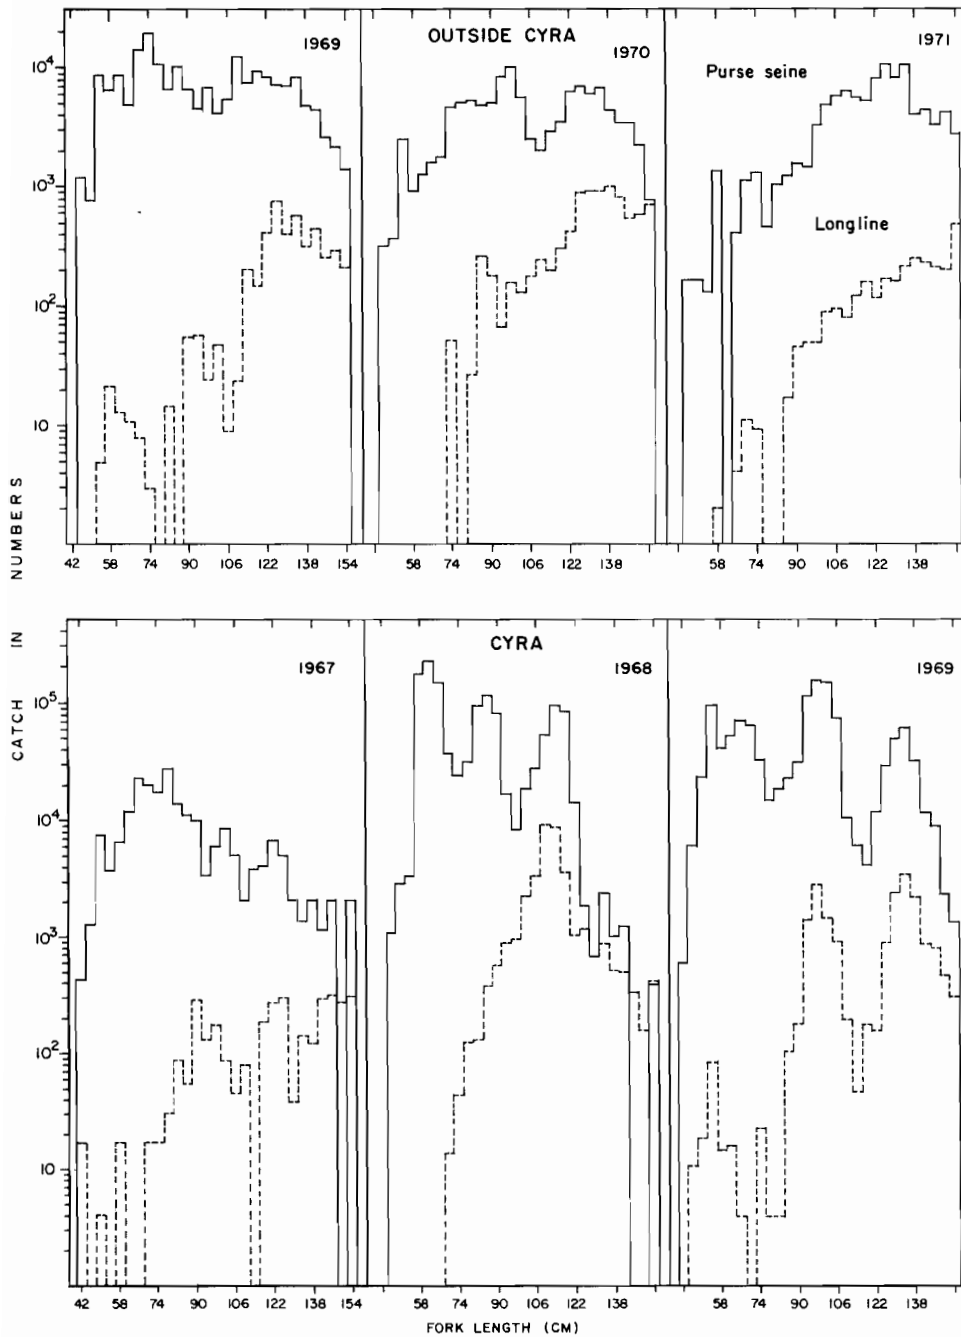 OUTSIDE CYRA
1969
1970
1971
Purse seine
Longline
10⁴
10³
10²
10
42 58 74 90 106 122 138 154
58 74 90 106 122 138
58 74 90 106 122 138
CATCH IN NUMBERS
CYRA
1967
1968
1969
10⁵
10⁴
10³
10²
10
42 58 74 90 106 122 138 154
58 74 90 106 122 138
58 74 90 106 122 138
FORK LENGTH (CM)